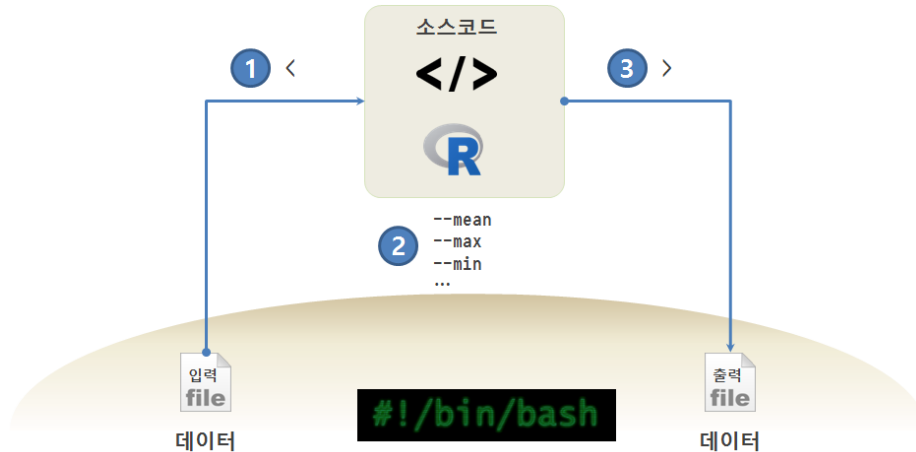 소스코드
1 <
</>
3 >
R
2
--mean
--max
--min
...
입력
file
데이터
#!/bin/bash
출력
file
데이터